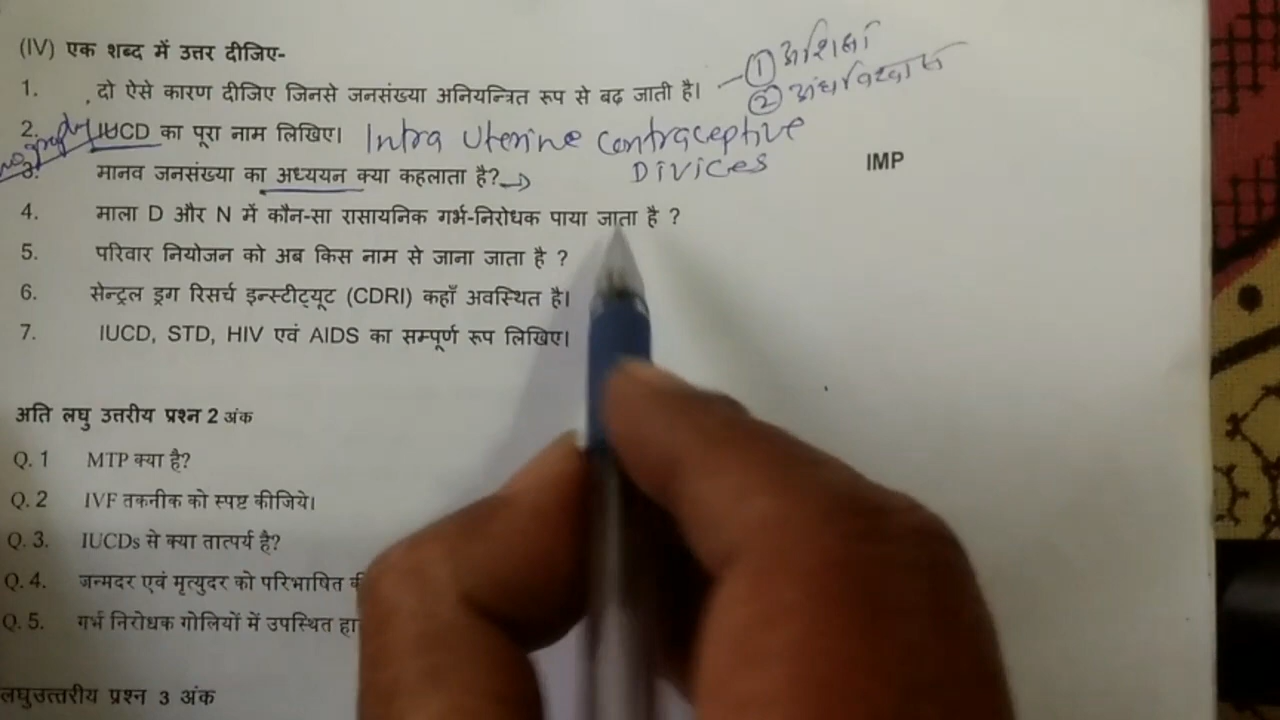 (IV) एक शब्द में उत्तर दीजिए-
1. दो ऐसे कारण दीजिए जिनसे जनसंख्या अनियन्त्रित रूप से बढ़ जाती है। ① अशिक्षा
② अंधविश्वास
2. IUCD का पूरा नाम लिखिए। Intra Uterine Contraceptive
Divices
IMP
3. मानव जनसंख्या का अध्ययन क्या कहलाता है?
4. माला D और N में कौन-सा रासायनिक गर्भ-निरोधक पाया जाता है ?
5. परिवार नियोजन को अब किस नाम से जाना जाता है ?
6. सेन्ट्रल ड्रग रिसर्च इन्स्टीट्यूट (CDRI) कहाँ अवस्थित है।
7. IUCD, STD, HIV एवं AIDS का सम्पूर्ण रूप लिखिए।
अति लघु उत्तरीय प्रश्न 2 अंक
Q. 1 MTP क्या है?
Q. 2 IVF तकनीक को स्पष्ट कीजिये।
Q. 3. IUCDs से क्या तात्पर्य है?
Q. 4. जन्मदर एवं मृत्युदर को परिभाषित
Q. 5. गर्भ निरोधक गोलियों में उपस्थित
लघुउत्तरीय प्रश्न 3 अंक